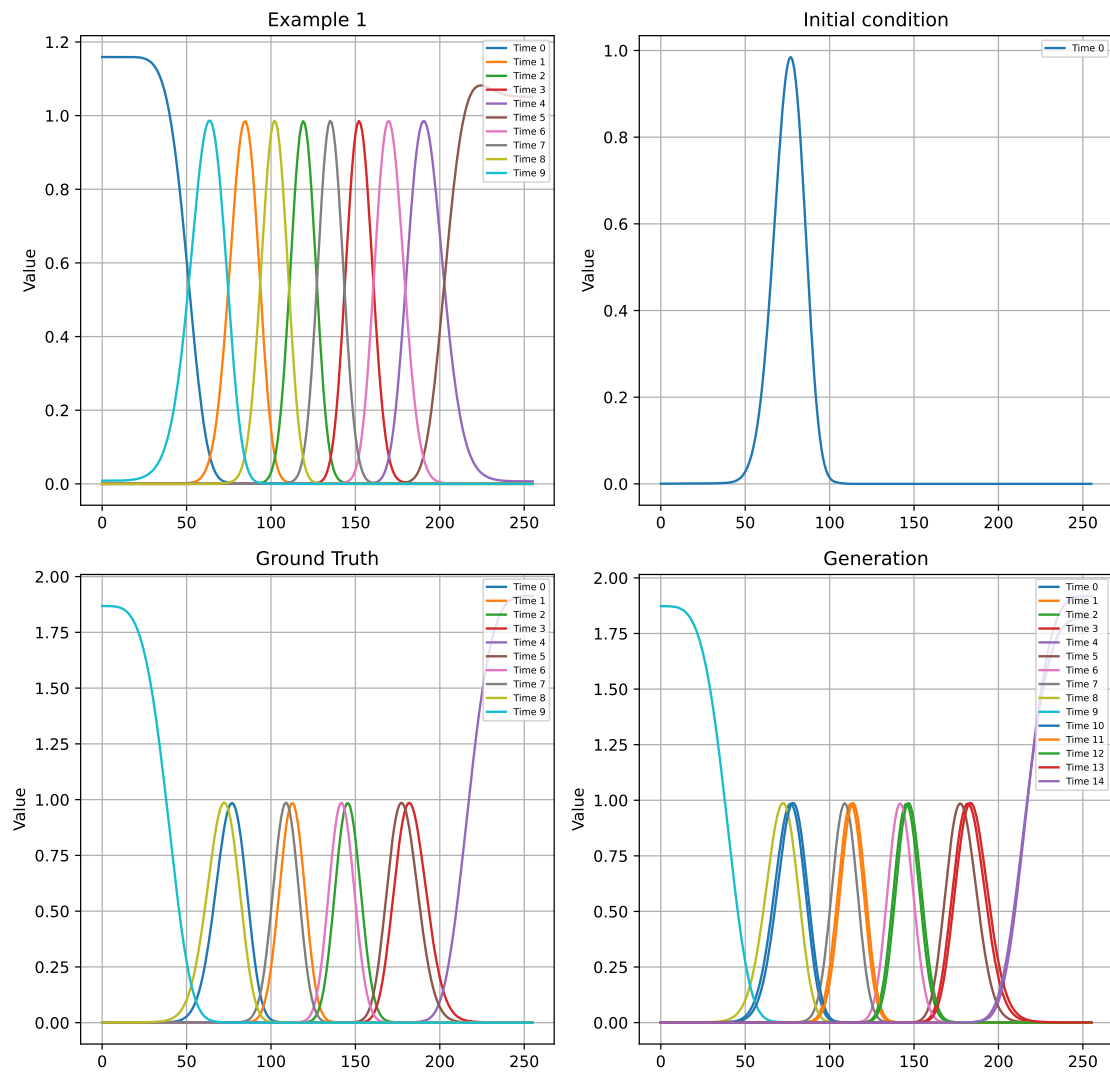 Example 1
Value
1.2
1.0
0.8
0.6
0.4
0.2
0.0
0
50
100
150
200
250
Time 0
Time 1
Time 2
Time 3
Time 4
Time 5
Time 6
Time 7
Time 8
Time 9
Initial condition
Value
1.0
0.8
0.6
0.4
0.2
0.0
0
50
100
150
200
250
Time 0
Ground Truth
Value
2.00
1.75
1.50
1.25
1.00
0.75
0.50
0.25
0.00
0
50
100
150
200
250
Time 0
Time 1
Time 2
Time 3
Time 4
Time 5
Time 6
Time 7
Time 8
Time 9
Generation
Value
2.00
1.75
1.50
1.25
1.00
0.75
0.50
0.25
0.00
0
50
100
150
200
250
Time 0
Time 1
Time 2
Time 3
Time 4
Time 5
Time 6
Time 7
Time 8
Time 9
Time 10
Time 11
Time 12
Time 13
Time 14